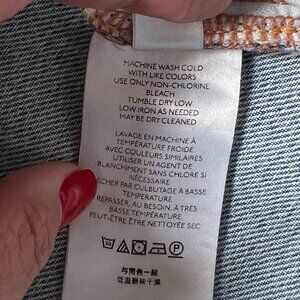 MACHINE WASH COLD
WITH LIKE COLORS
USE ONLY NON-CHLORINE
BLEACH
TUMBLE DRY LOW
LOW IRON AS NEEDED
MAY BE DRY CLEANED
LAVAGE EN MACHINE À
TEMPÉRATURE FROIDE
AVEC COULEURS SIMILAIRES
UTILISER UN AGENT DE
BLANCHIMENT SANS CHLORE SI
NÉCESSAIRE
SÉCHER PAR CULBUTAGE À BASSE
TEMPÉRATURE
REPASSER, AU BESOIN, À TRÈS
BASSE TEMPÉRATURE
PEUT-ÊTRE ÊTRE NETTOYÉE SEC
P